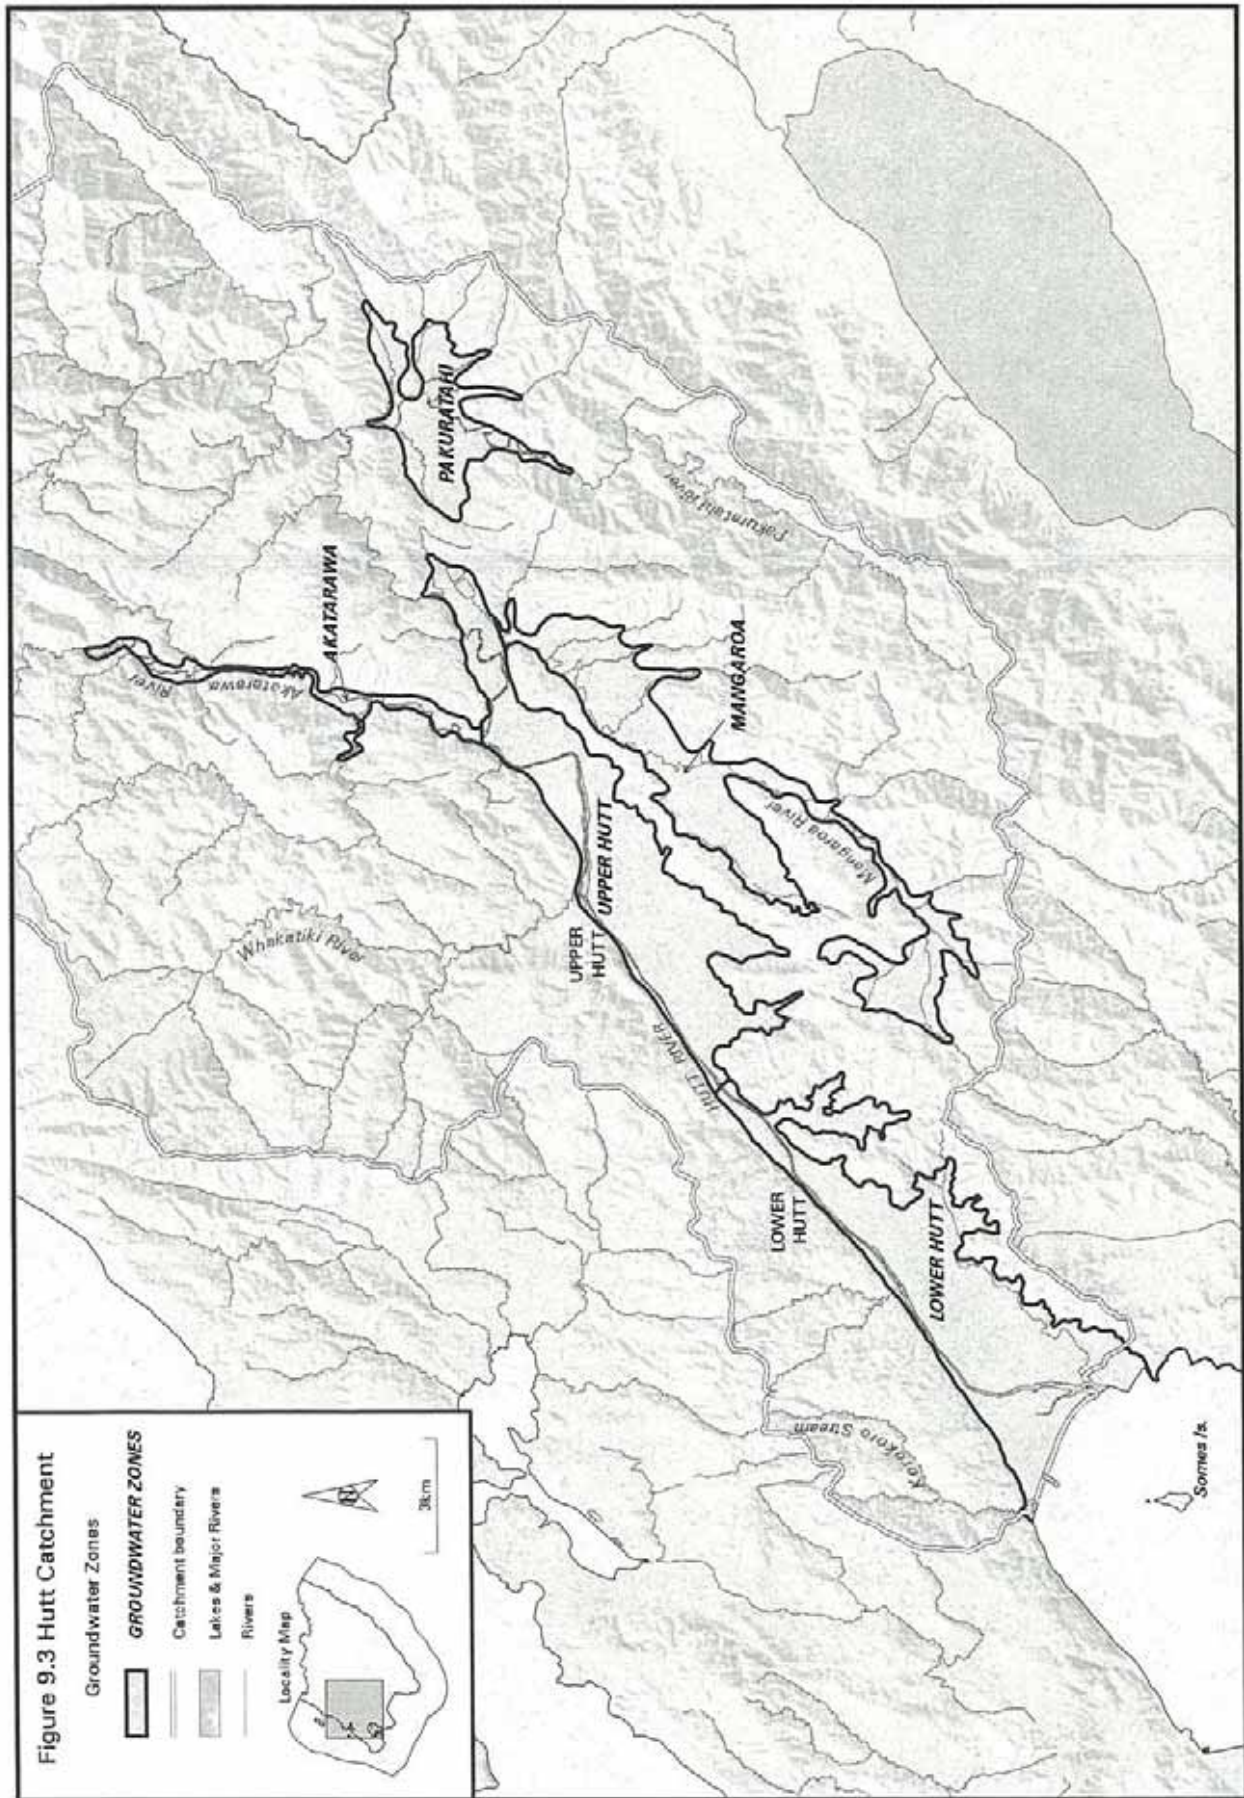 Figure 9.3 Hutt Catchment
Groundwater Zones
GROUNDWATER ZONES
Catchment boundary
Lakes & Major Rivers
Rivers
Locality Map
N
3km
Whakatiki River
Akatarawa
River
AKATARAWA
PAKURATAHI
Pakuratahi River
MANGAROA
Mangaroa River
UPPER HUTT
UPPER
HUTT
HUTT RIVER
LOWER
HUTT
LOWER HUTT
Korokoro Stream
Somes Is.